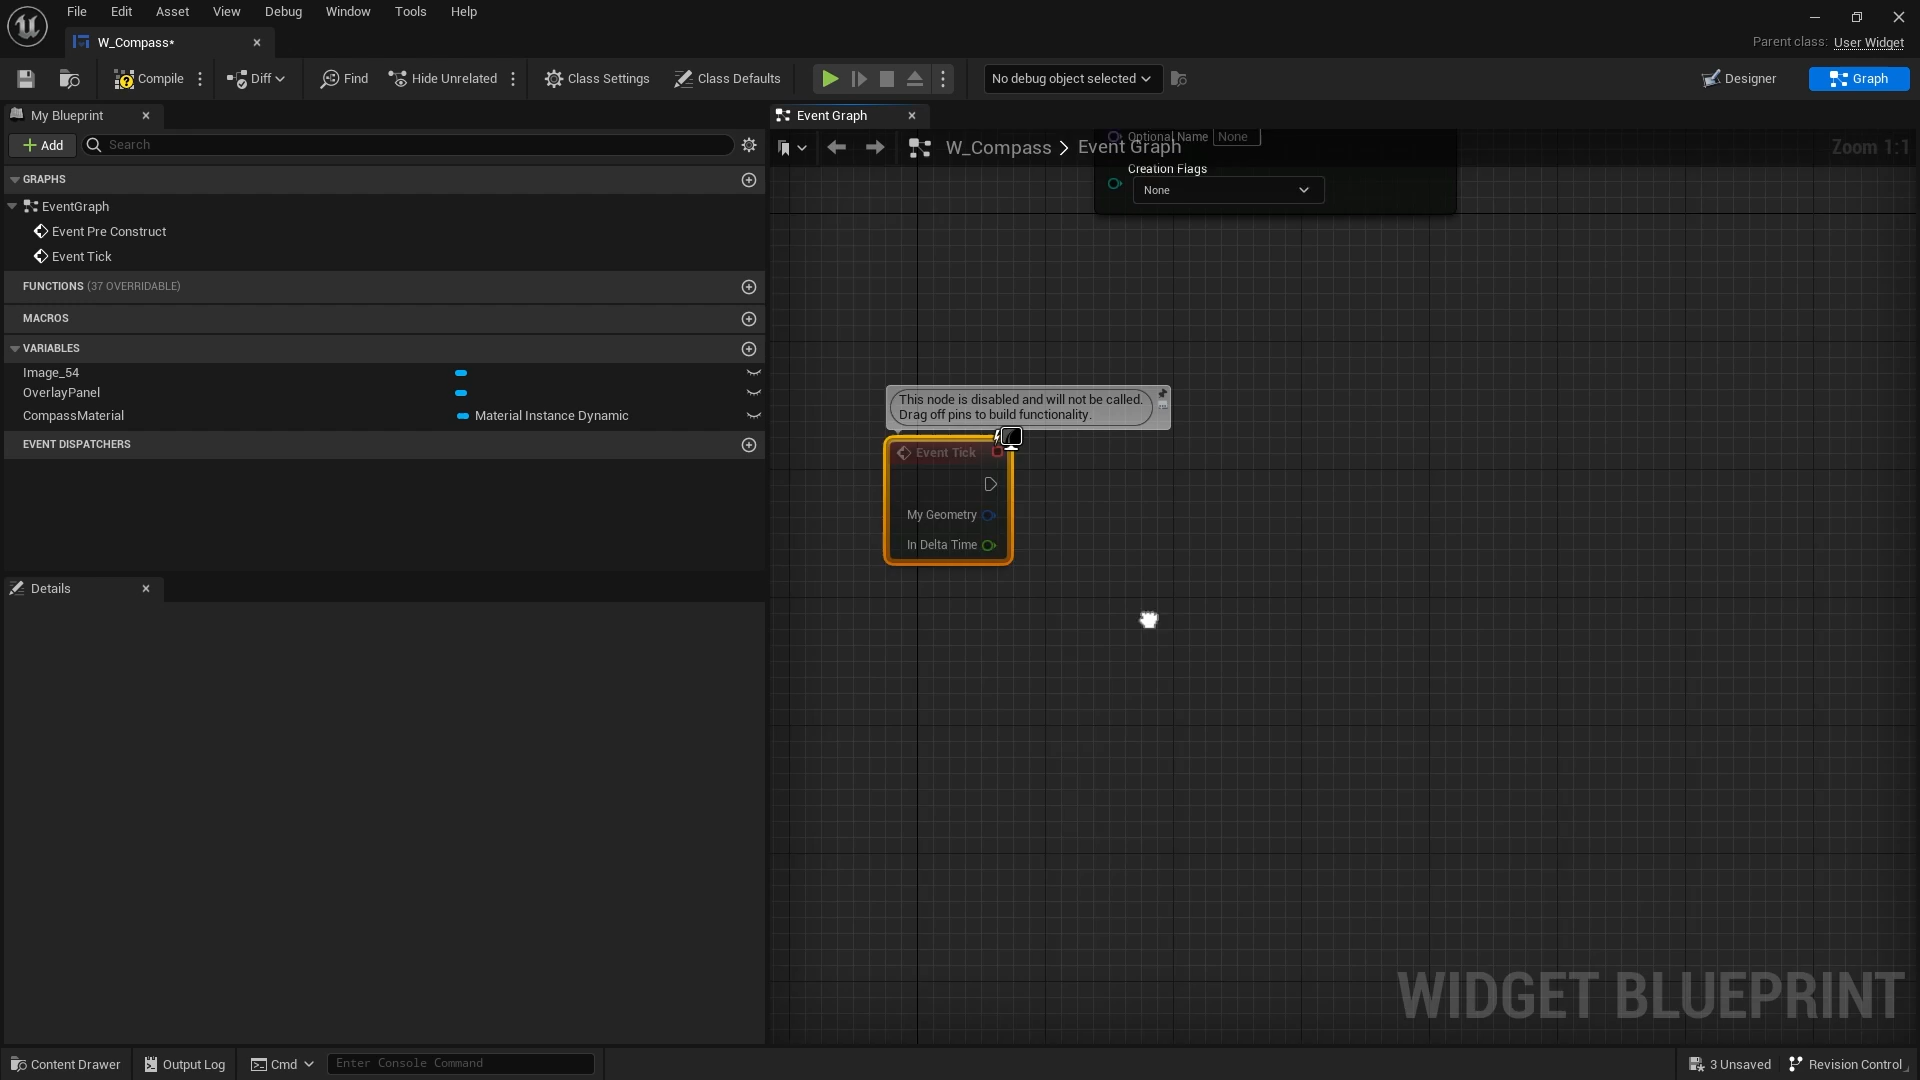 File Edit Asset View Debug Window Tools Help
W_Compass*
Parent class: User Widget
Compile Diff Find Hide Unrelated Class Settings Class Defaults No debug object selected Designer Graph
My Blueprint
Event Graph
Add Search
W_Compass > Event Graph
Zoom 1:1
Optional Name None
Creation Flags
None
GRAPHS
EventGraph
Event Pre Construct
Event Tick
FUNCTIONS (37 OVERRIDABLE)
MACROS
VARIABLES
Image_54
OverlayPanel
CompassMaterial Material Instance Dynamic
EVENT DISPATCHERS
This node is disabled and will not be called.
Drag off pins to build functionality.
Event Tick
My Geometry
In Delta Time
Details
WIDGET BLUEPRINT
Content Drawer Output Log Cmd Enter Console Command 3 Unsaved Revision Control